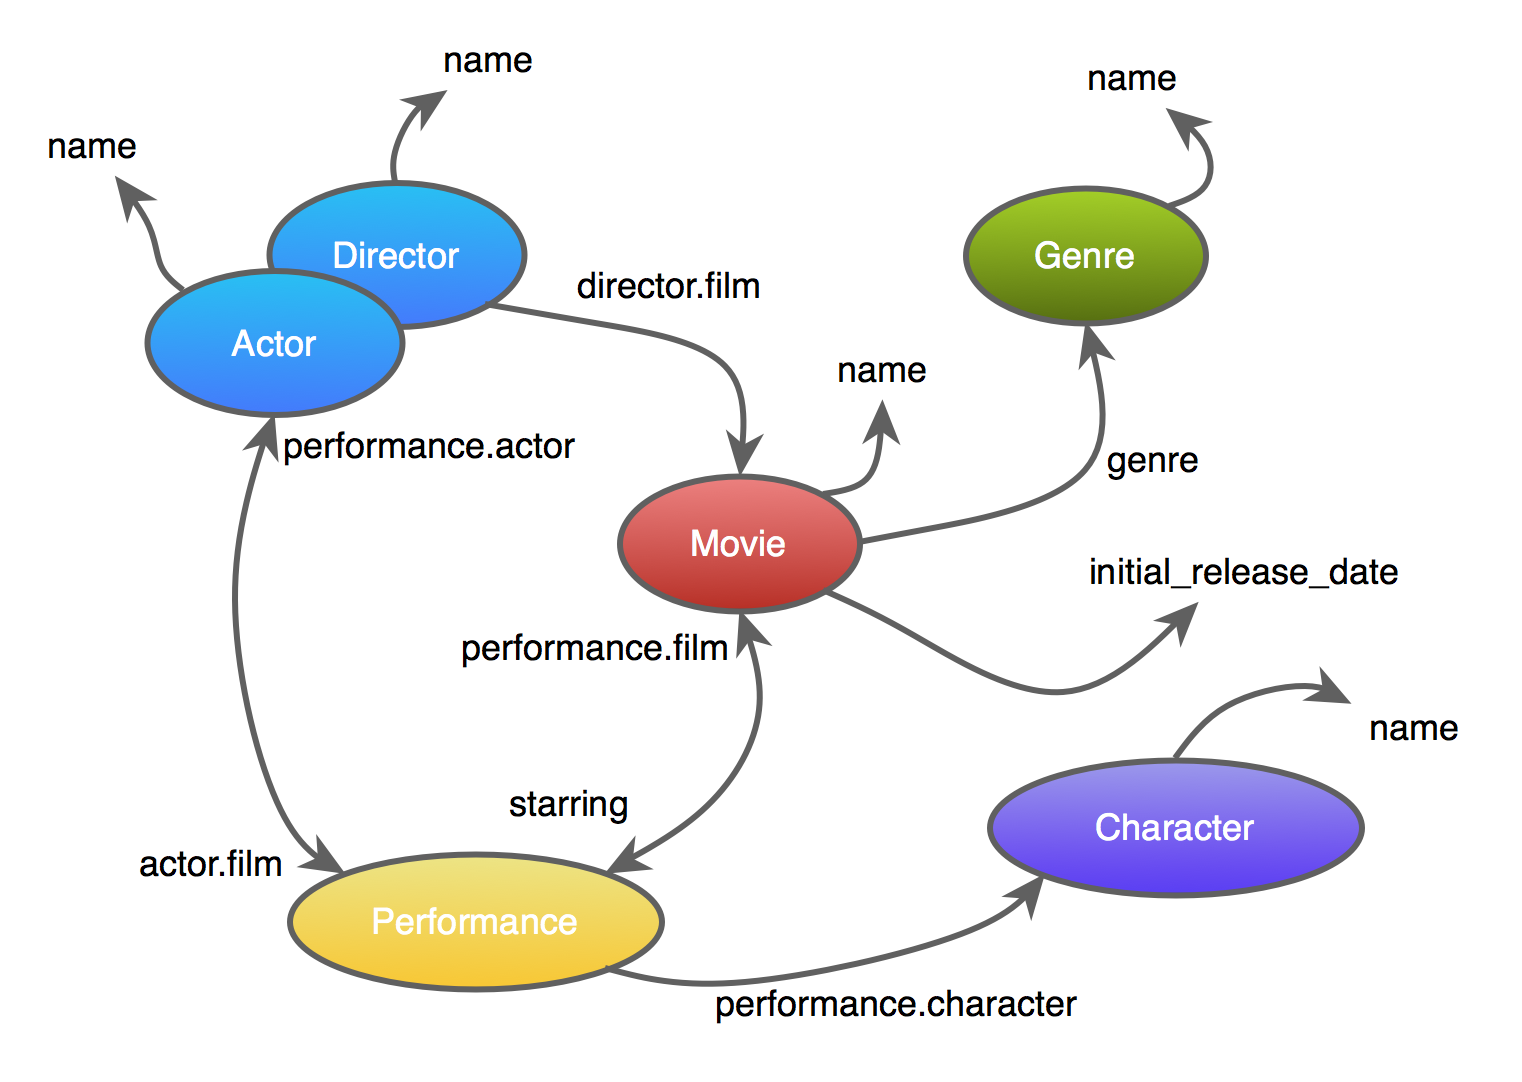 name
name
name
Director
Genre
director.film
Actor
name
performance.actor
genre
Movie
initial_release_date
performance.film
name
starring
Character
actor.film
Performance
performance.character